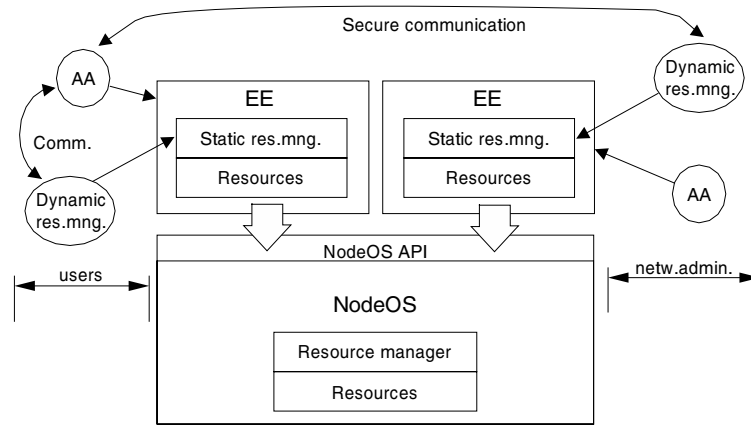 Secure communication
AA
EE
EE
Dynamic
res.mng.
Static res.mng.
Static res.mng.
Comm.
Resources
Resources
Dynamic
res.mng.
AA
NodeOS API
users
netw.admin.
NodeOS
Resource manager
Resources